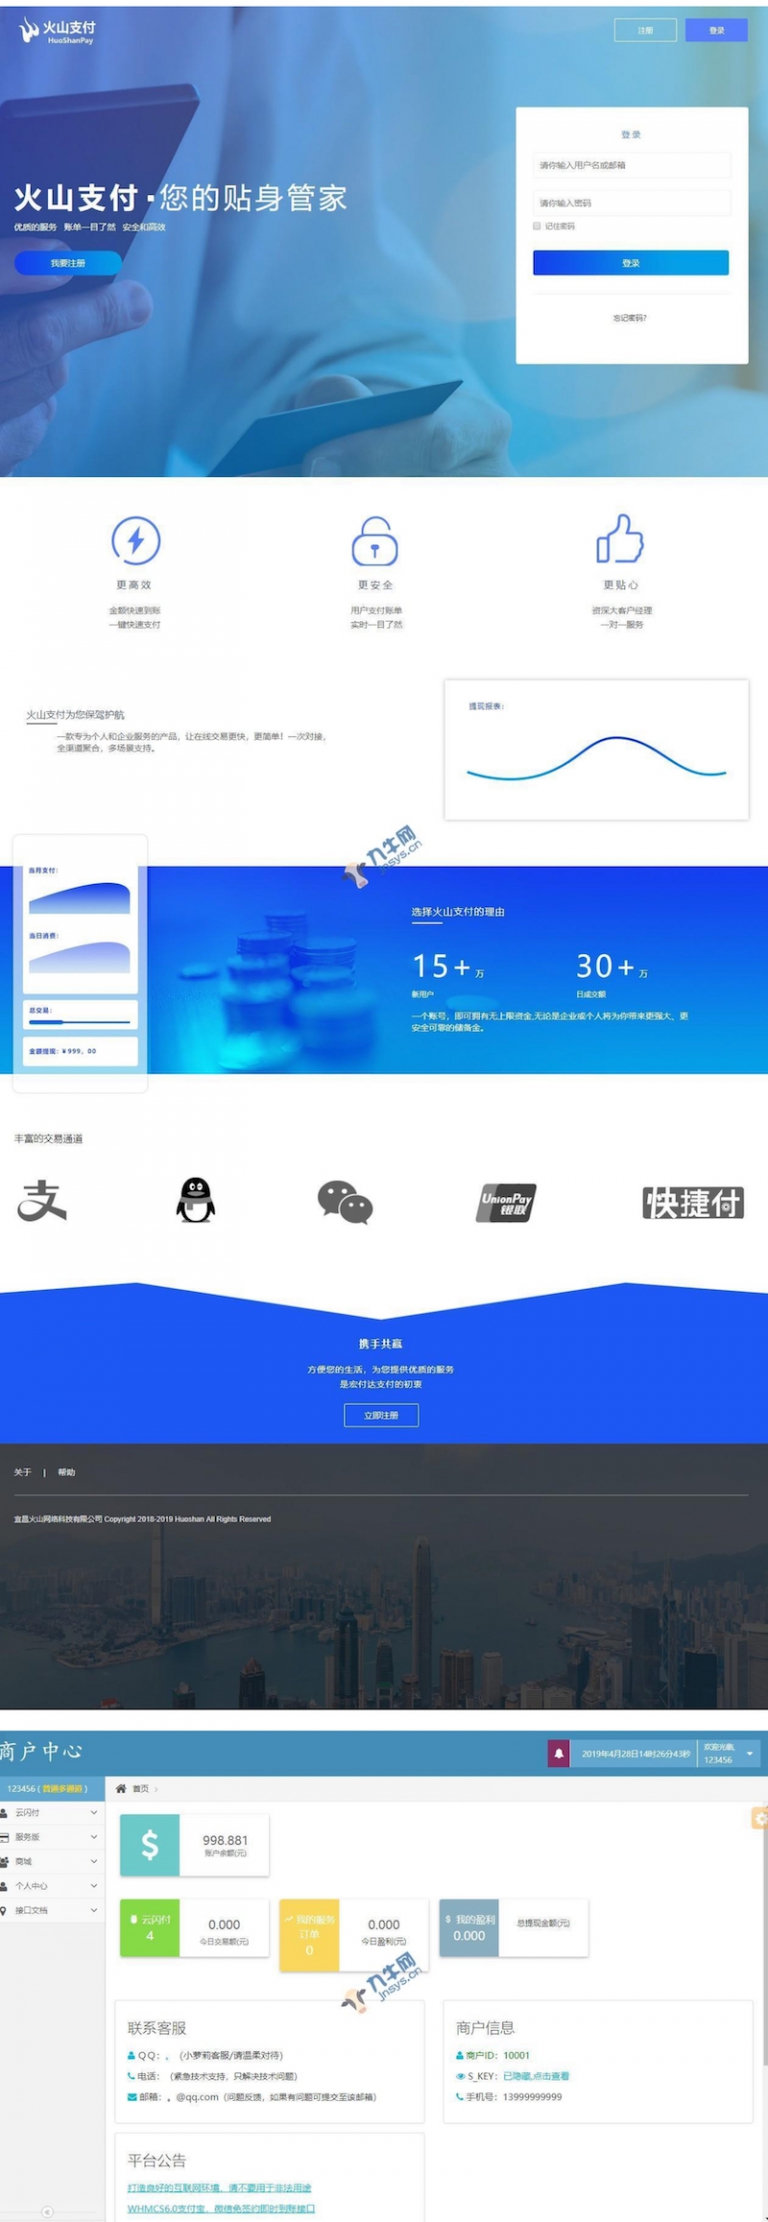 火山支付
HuoShanPay
注册
登录
登录
请你输入用户名或邮箱
请你输入密码
记住密码
登录
忘记密码?
火山支付·您的贴身管家
优质的服务 账单一目了然 安全和高效
我要注册
更高效
金额快速到账
一键快速支付
更安全
用户支付账单
实时一目了然
更贴心
资深大客户经理
一对一服务
火山支付为您保驾护航
一款专为个人和企业服务的产品，让在线交易更快，更简单！一次对接，
全渠道聚合，多场景支持。
提现报表:
九牛网
jnsys.cn
当月支付:
当日消费:
总交易:
金额提现: ¥999。00
选择火山支付的理由
15+万
新用户
30+万
日成交额
一个账号，即可拥有无上限资金,无论是企业或个人将为你带来更强大、更
安全可靠的储备金。
丰富的交易通道
支
UnionPay
银联
快捷付
携手共赢
方便您的生活，为您提供优质的服务
是宏付达支付的初衷
立即注册
关于 | 帮助
宜昌火山网络科技有限公司 Copyright 2018-2019 Huoshan All Rights Reserved
商户中心
2019年4月28日14时26分43秒
欢迎光临,
123456
123456 ( 普通多通道 )
云闪付
服务版
商城
个人中心
接口文档
首页
998.881
账户余额(元)
云闪付
4
0.000
今日交易额(元)
我的服务
订单
0
0.000
今日盈利(元)
我的盈利
0.000
总提现金额(元)
九牛网
jnsys.cn
联系客服
QQ：。 (小萝莉客服/请温柔对待)
电话： (紧急技术支持，只解决技术问题)
邮箱：。@qq.com (问题反馈，如果有问题可提交至该邮箱)
商户信息
商户ID：10001
S_KEY：已隐藏,点击查看
手机号：13999999999
平台公告
打造良好的互联网环境，请不要用于非法用途
WHMCS6.0支付宝、微信免签约即时到账接口